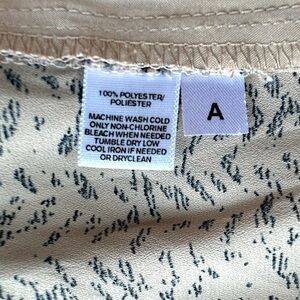 100% POLYESTER/
POLIÉSTER
MACHINE WASH COLD
ONLY NON-CHLORINE
BLEACH WHEN NEEDED
TUMBLE DRY LOW
COOL IRON IF NEEDED
OR DRYCLEAN
A